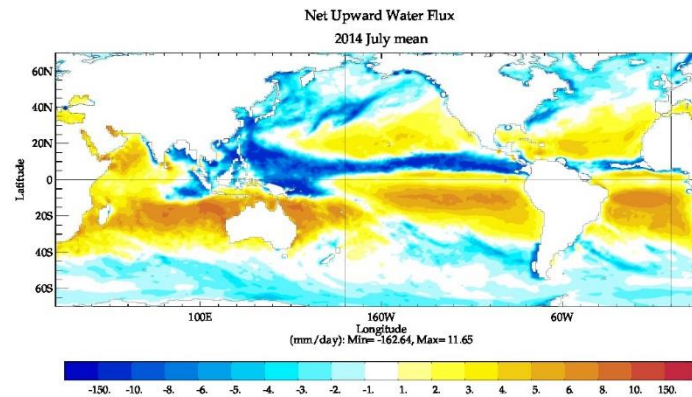 Net Upward Water Flux
2014 July mean
60N
40N
20N
0
20S
40S
60S
Latitude
100E 160W 60W
Longitude
(mm/day): Min= -162.64, Max= 11.65
-150. -10. -8. -6. -5. -4. -3. -2. -1. 1. 2. 3. 4. 5. 6. 8. 10. 150.